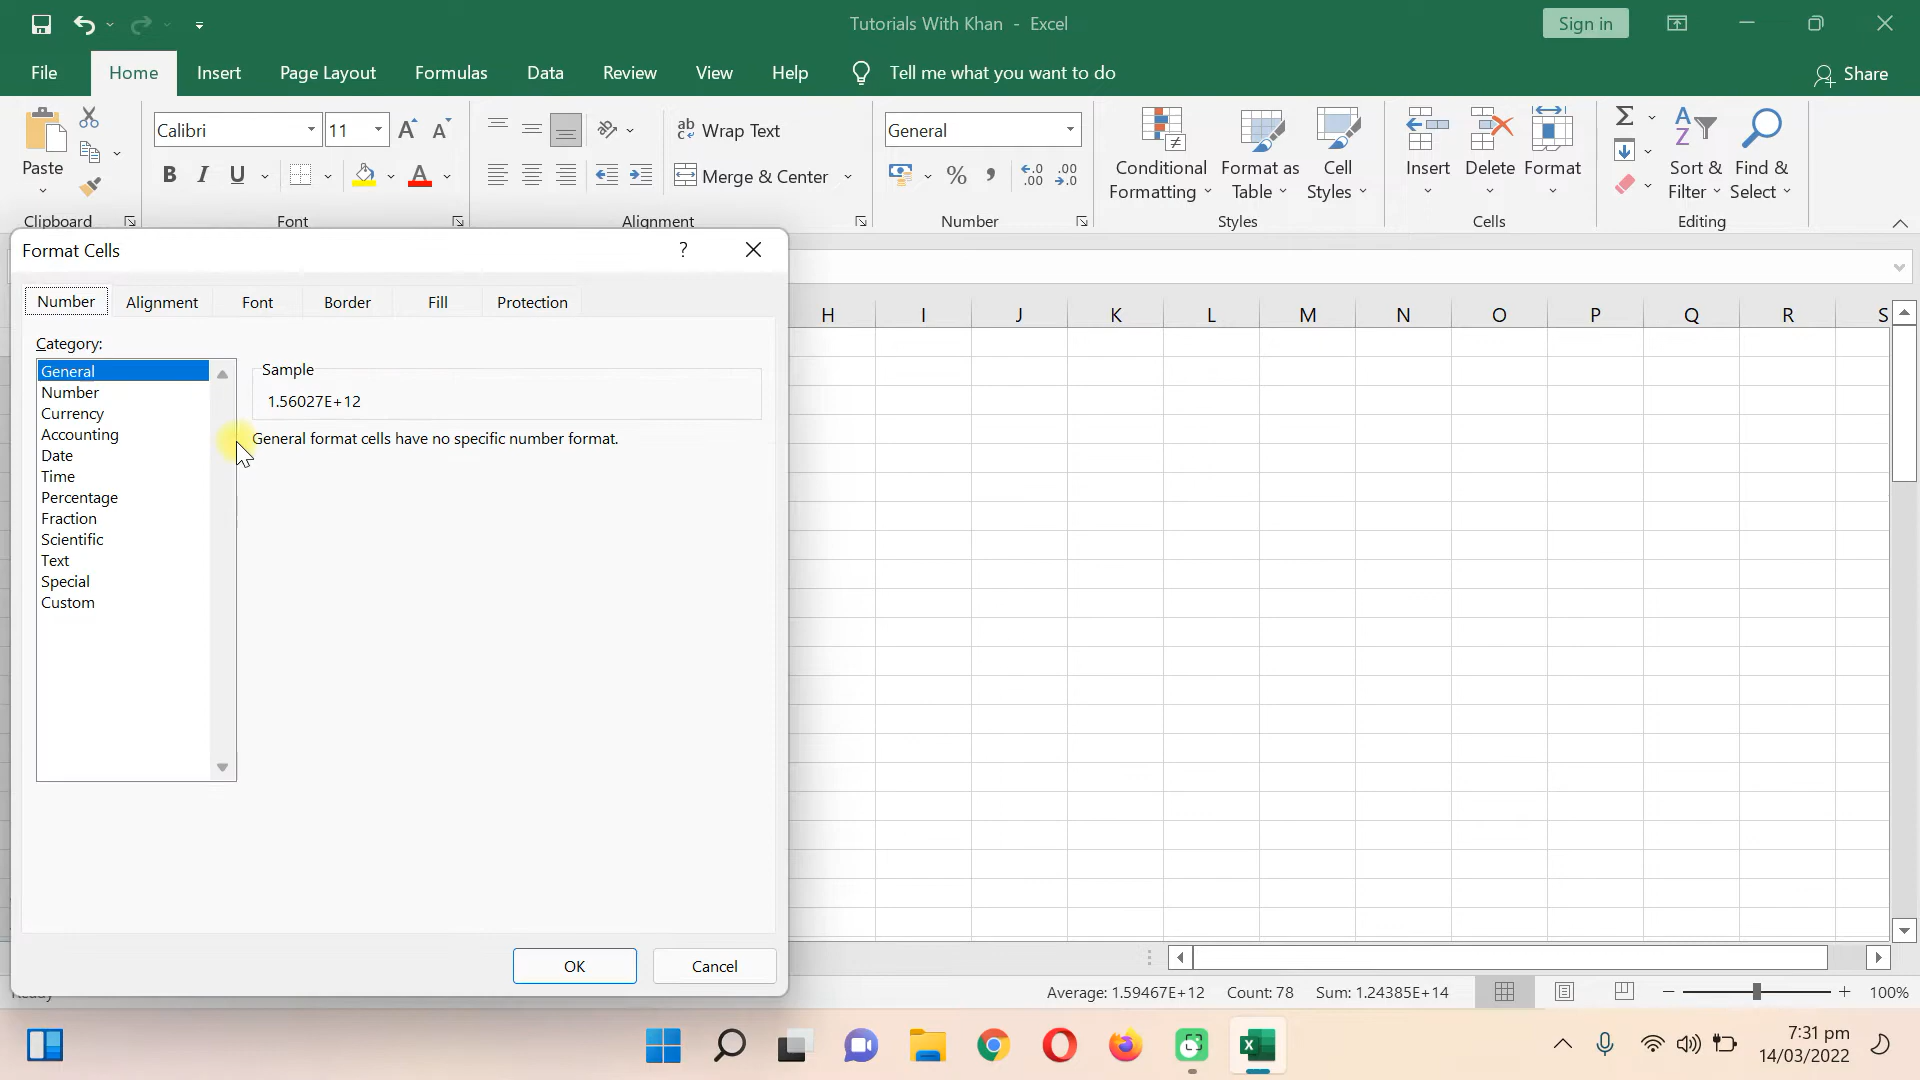 Tutorials With Khan - Excel
Sign in
File Home Insert Page Layout Formulas Data Review View Help Tell me what you want to do Share
Paste
Calibri 11
B I U A
ab Wrap Text
Merge & Center
General
% , .00
Conditional Formatting
Format as Table
Cell Styles
Insert
Delete
Format
Sort & Filter
Find & Select
Clipboard Font Alignment Number Styles Cells Editing
Format Cells ?
Number Alignment Font Border Fill Protection
H I J K L M N O P Q R S
Category:
General
Number
Currency
Accounting
Date
Time
Percentage
Fraction
Scientific
Text
Special
Custom
Sample
1.56027E+12
General format cells have no specific number format.
OK Cancel
Average: 1.59467E+12 Count: 78 Sum: 1.24385E+14 100%
7:31 pm
14/03/2022